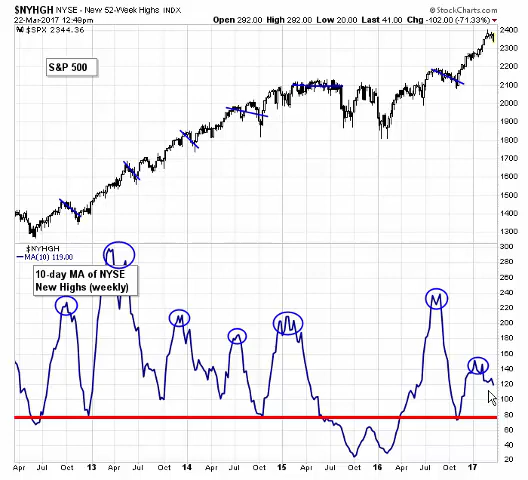 $NYHGH NYSE - New 52-Week Highs INDX
© StockCharts.com
22-Mar-2017 12:49pm
Open 292.00 High 292.00 Low 20.00 Last 41.00 Chg -102.00 (-71.33%)
$SPX 2344.36
S&P 500
2400
2300
2200
2100
2000
1900
1800
1700
1600
1500
1400
1300
$NYHGH
MA(10) 119.00
10-day MA of NYSE
New Highs (weekly)
300
280
260
240
220
200
180
160
140
120
100
80
60
40
20
Apr Jul Oct 13 Apr Jul Oct 14 Apr Jul Oct 15 Apr Jul Oct 16 Apr Jul Oct 17 Apr